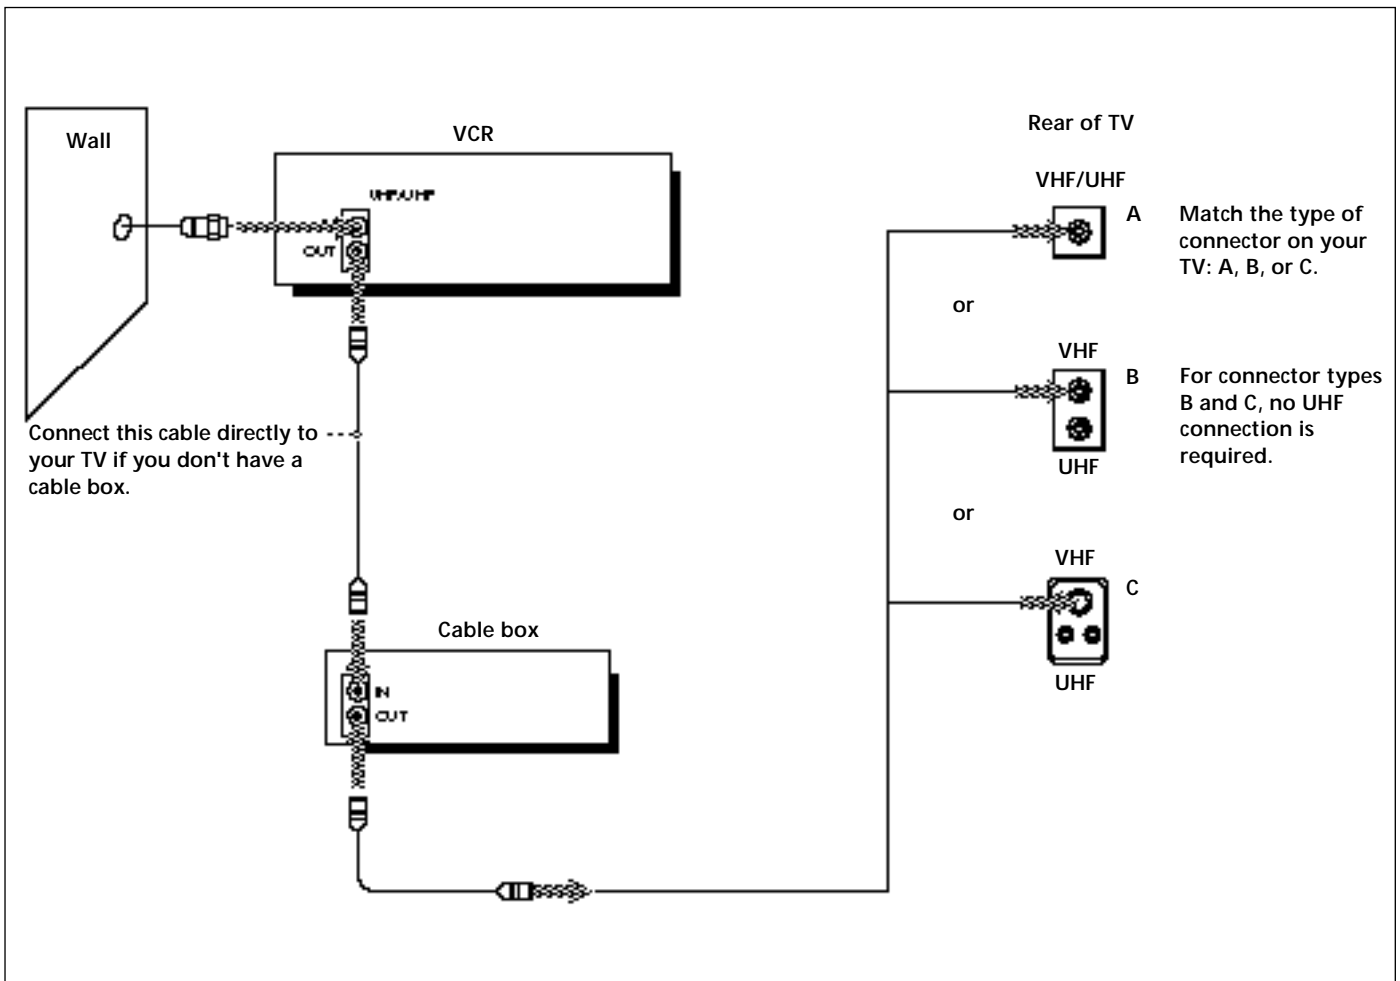 Wall
VCR
VHF/UHF
OUT
Connect this cable directly to
your TV if you don't have a
cable box.
Cable box
IN
OUT
Rear of TV
VHF/UHF
A
Match the type of
connector on your
TV: A, B, or C.
or
VHF
B
UHF
For connector types
B and C, no UHF
connection is
required.
or
VHF
C
UHF